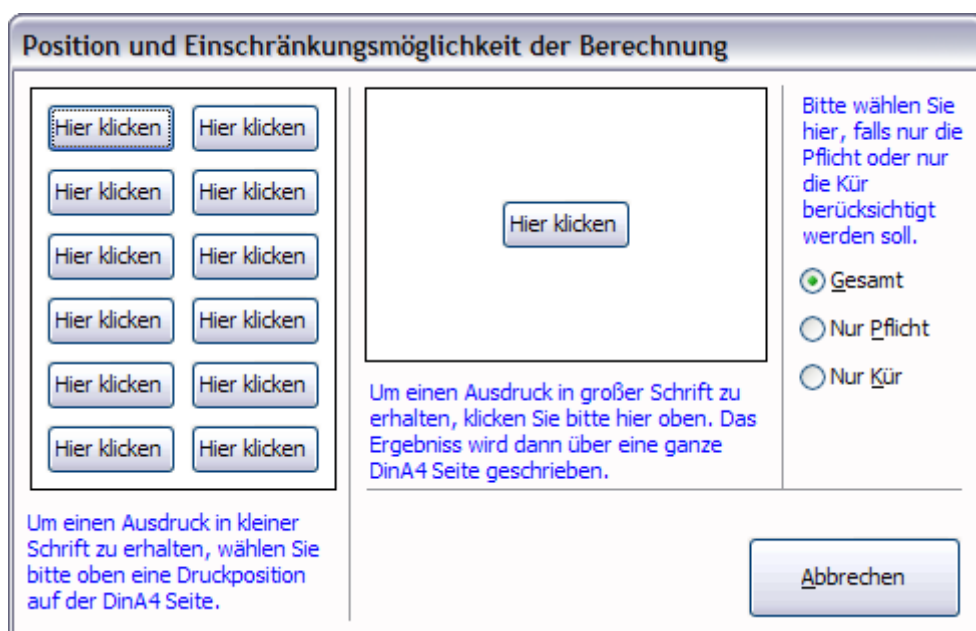 Position und Einschränkungsmöglichkeit der Berechnung
Hier klicken Hier klicken
Hier klicken Hier klicken
Hier klicken Hier klicken
Hier klicken Hier klicken
Hier klicken Hier klicken
Hier klicken Hier klicken
Um einen Ausdruck in kleiner
Schrift zu erhalten, wählen Sie
bitte oben eine Druckposition
auf der DinA4 Seite.
Hier klicken
Um einen Ausdruck in großer Schrift zu
erhalten, klicken Sie bitte hier oben. Das
Ergebniss wird dann über eine ganze
DinA4 Seite geschrieben.
Bitte wählen Sie
hier, falls nur die
Pflicht oder nur
die Kür
berücksichtigt
werden soll.
Gesamt
Nur Pflicht
Nur Kür
Abbrechen